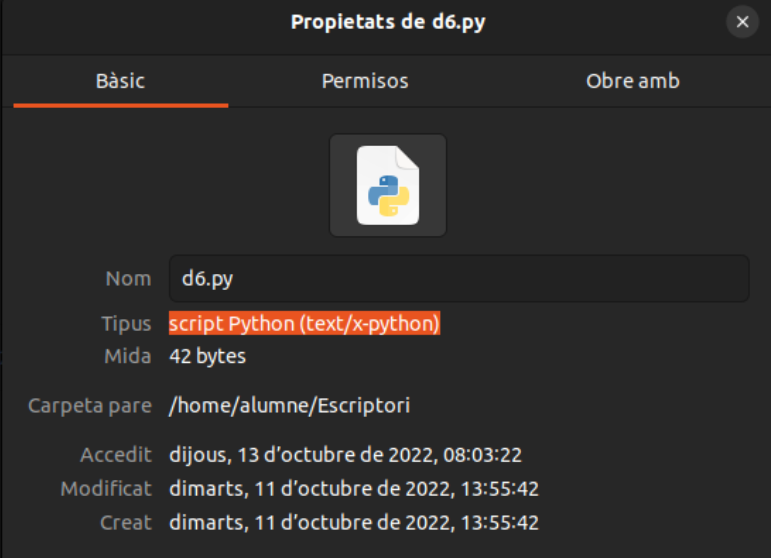 Propietats de d6.py
Bàsic Permisos Obre amb
Nom d6.py
Tipus script Python (text/x-python)
Mida 42 bytes
Carpeta pare /home/alumne/Escriptori
Accedit dijous, 13 d’octubre de 2022, 08:03:22
Modificat dimarts, 11 d’octubre de 2022, 13:55:42
Creat dimarts, 11 d’octubre de 2022, 13:55:42